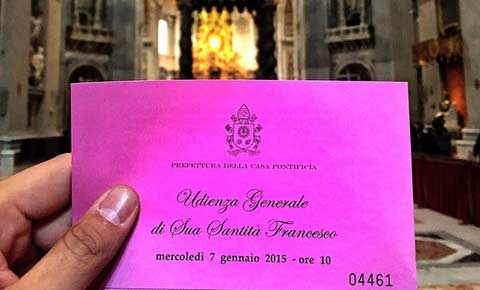 PREFETTURA DELLA CASA PONTIFICIA
Udienza Generale
di Sua Santità Francesco
mercoledì 7 gennaio 2015 - ore 10
04461